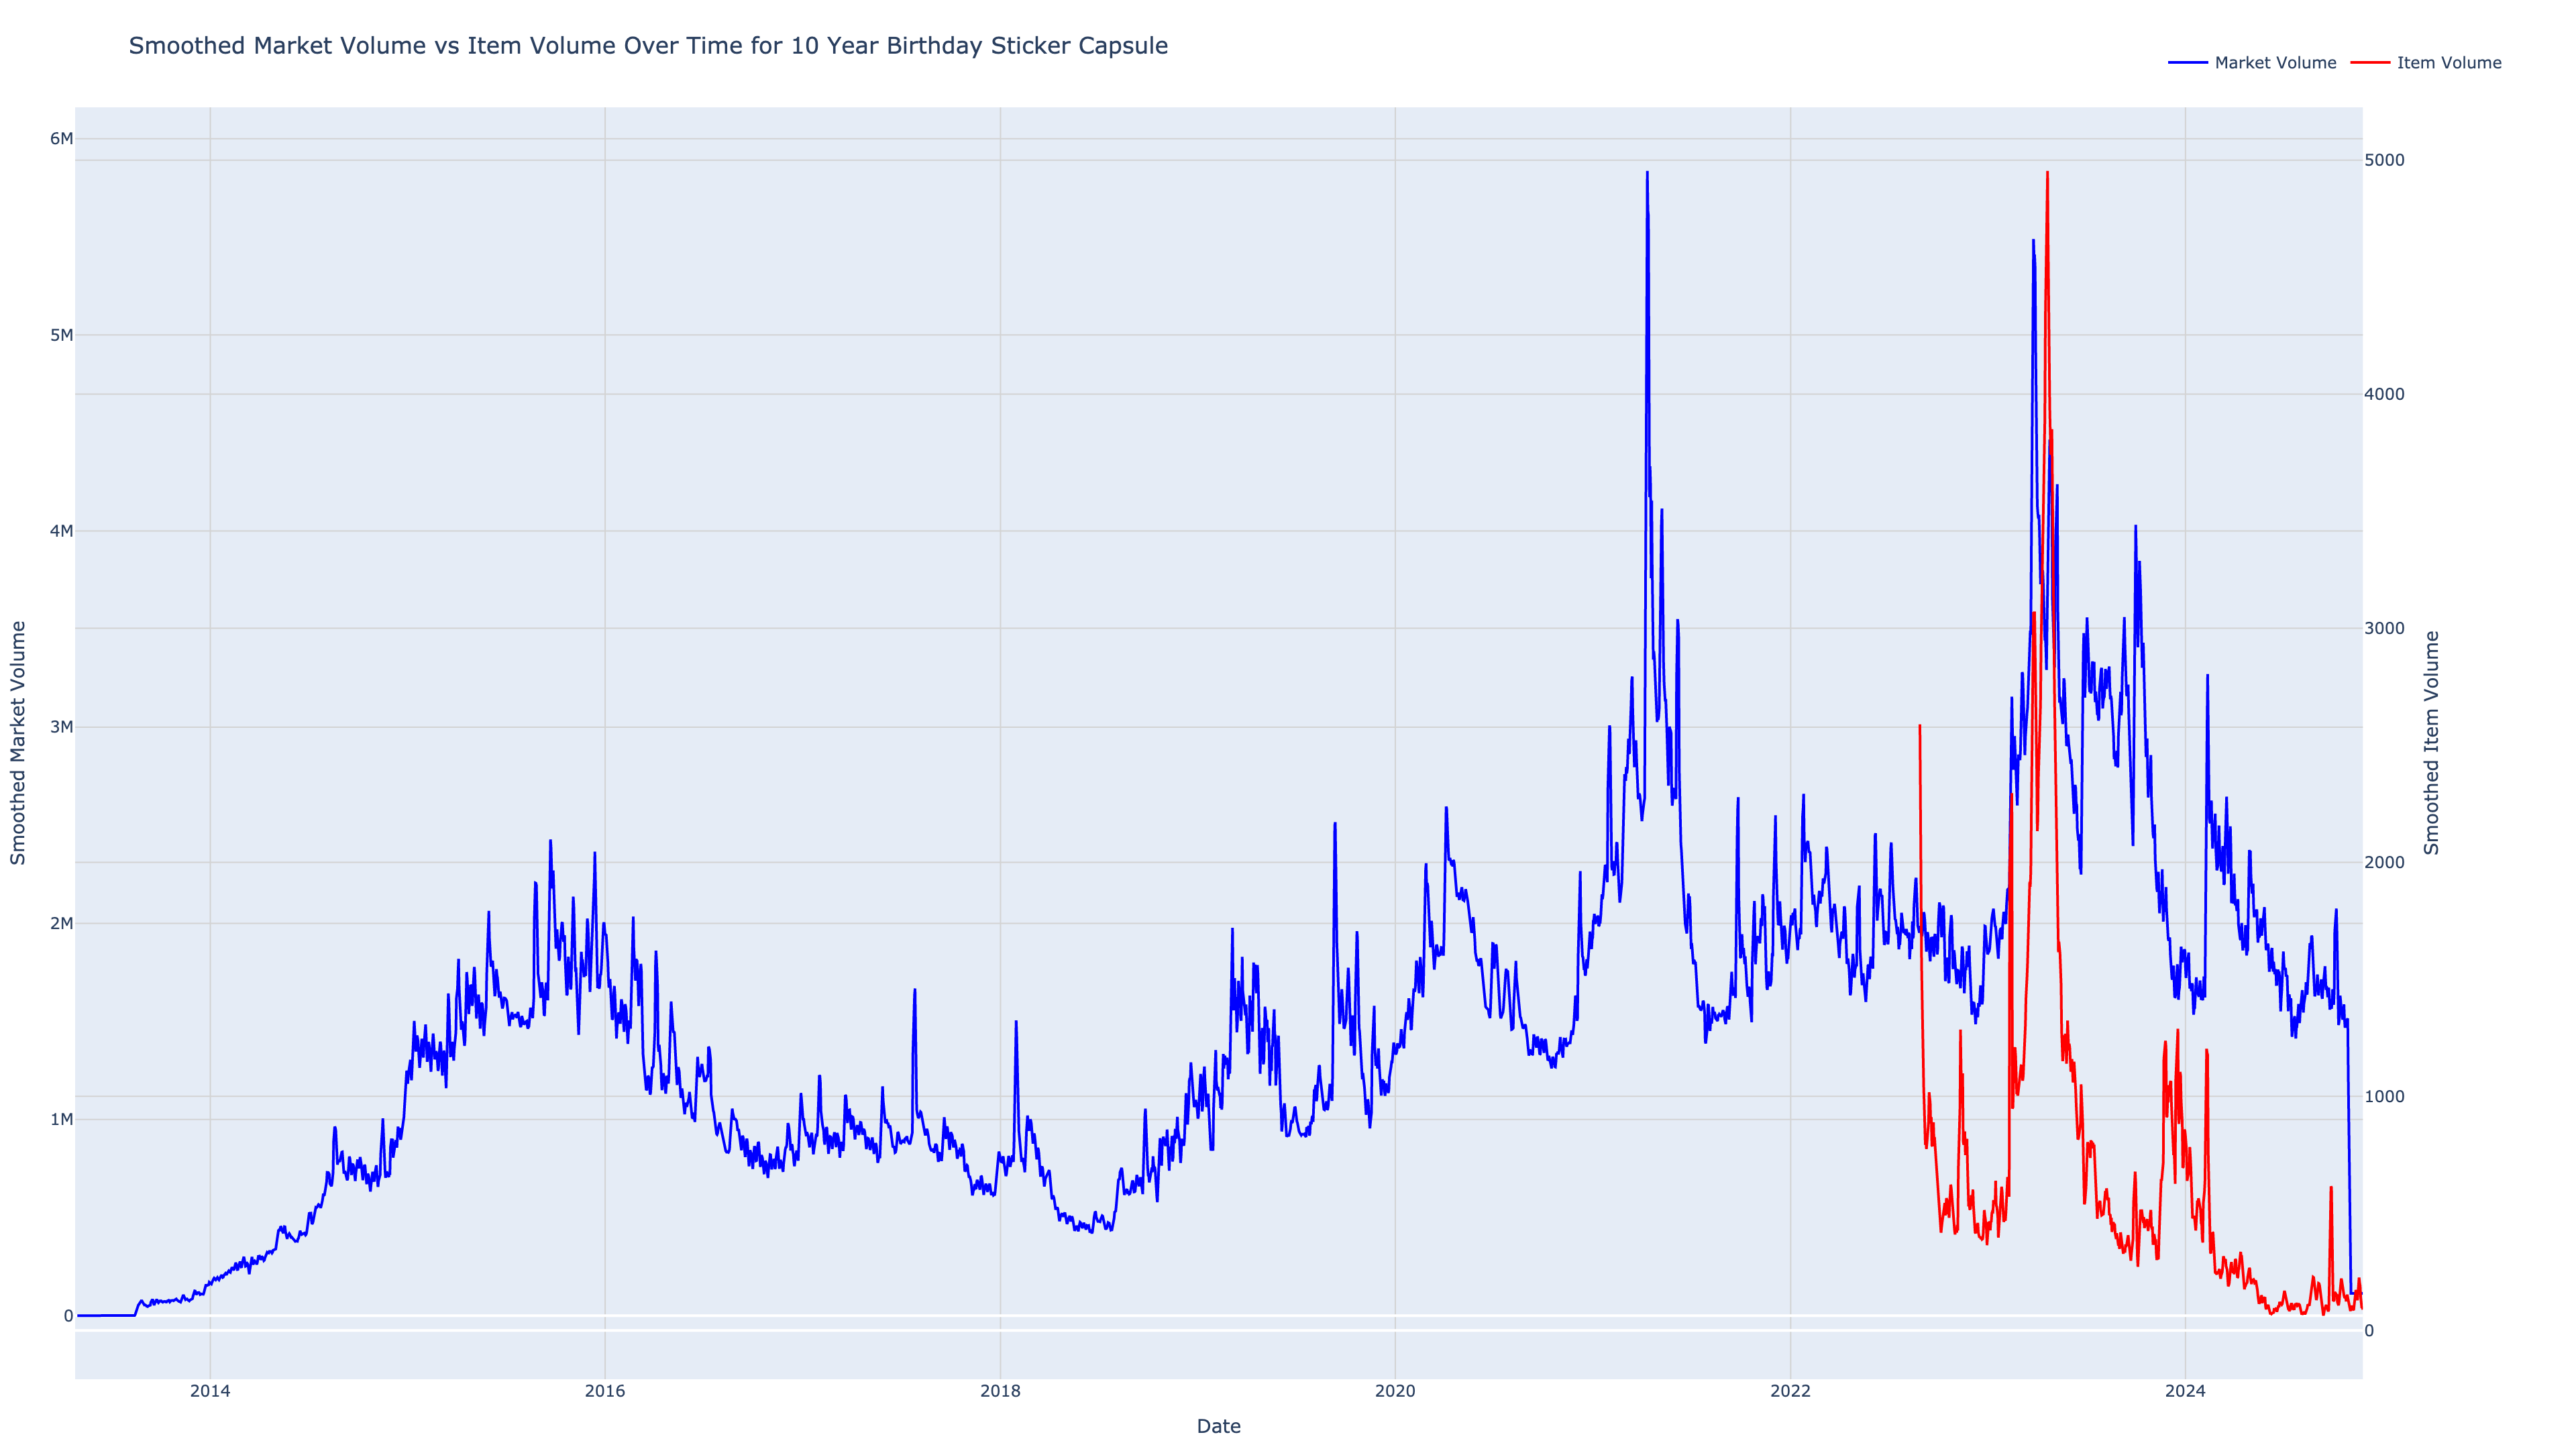 Smoothed Market Volume vs Item Volume Over Time for 10 Year Birthday Sticker Capsule
Market Volume
Item Volume
6M
5M
4M
3M
2M
1M
0
5000
4000
3000
2000
1000
0
Smoothed Market Volume
Smoothed Item Volume
2014
2016
2018
2020
2022
2024
Date